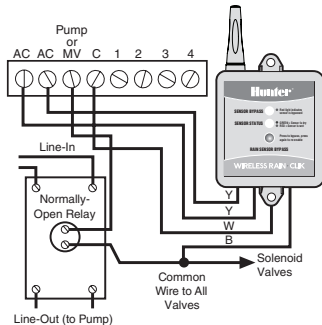 Pump
or
AC AC MV C 1 2 3 4
Hunter
SENSOR BYPASS
SENSOR STATUS
RAIN SENSOR BYPASS
WIRELESS RAIN CLIK
Line-In
Normally-
Open Relay
Y
Y
W
B
Solenoid
Valves
Common
Wire to All
Valves
Line-Out (to Pump)